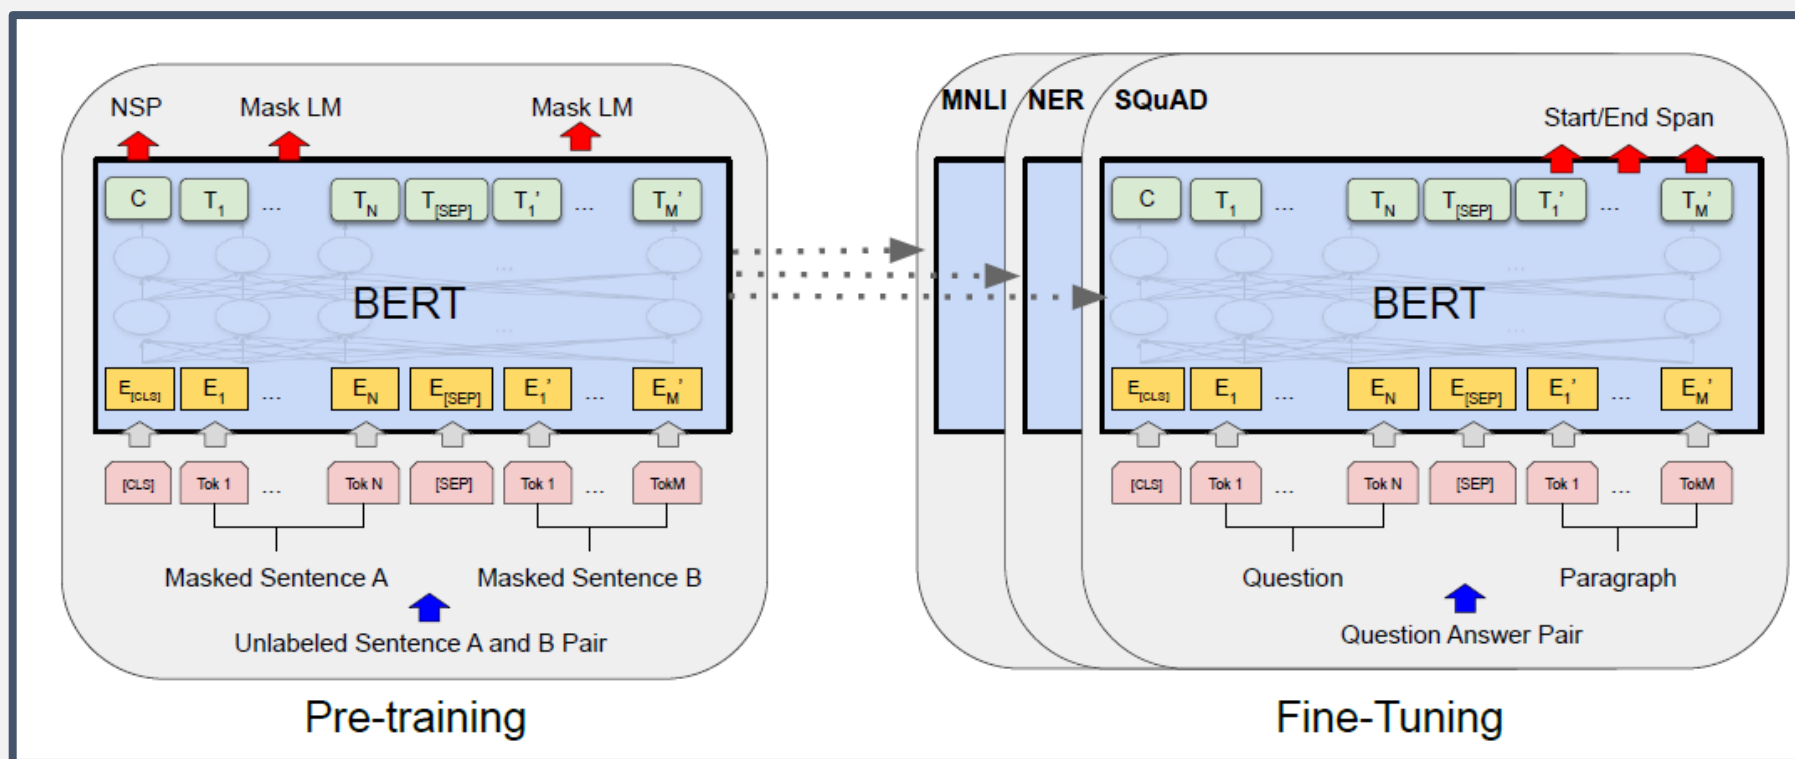 NSP Mask LM Mask LM
C T1 ... TN T[SEP] T1’ ... TM’
...
BERT
...
E[CLS] E1 ... EN E[SEP] E1’ ... EM’
[CLS] Tok 1 ... Tok N [SEP] Tok 1 ... TokM
Masked Sentence A Masked Sentence B
Unlabeled Sentence A and B Pair
Pre-training
MNLI NER SQuAD
Start/End Span
C T1 ... TN T[SEP] T1’ ... TM’
...
BERT
...
E[CLS] E1 ... EN E[SEP] E1’ ... EM’
[CLS] Tok 1 ... Tok N [SEP] Tok 1 ... TokM
Question Paragraph
Question Answer Pair
Fine-Tuning